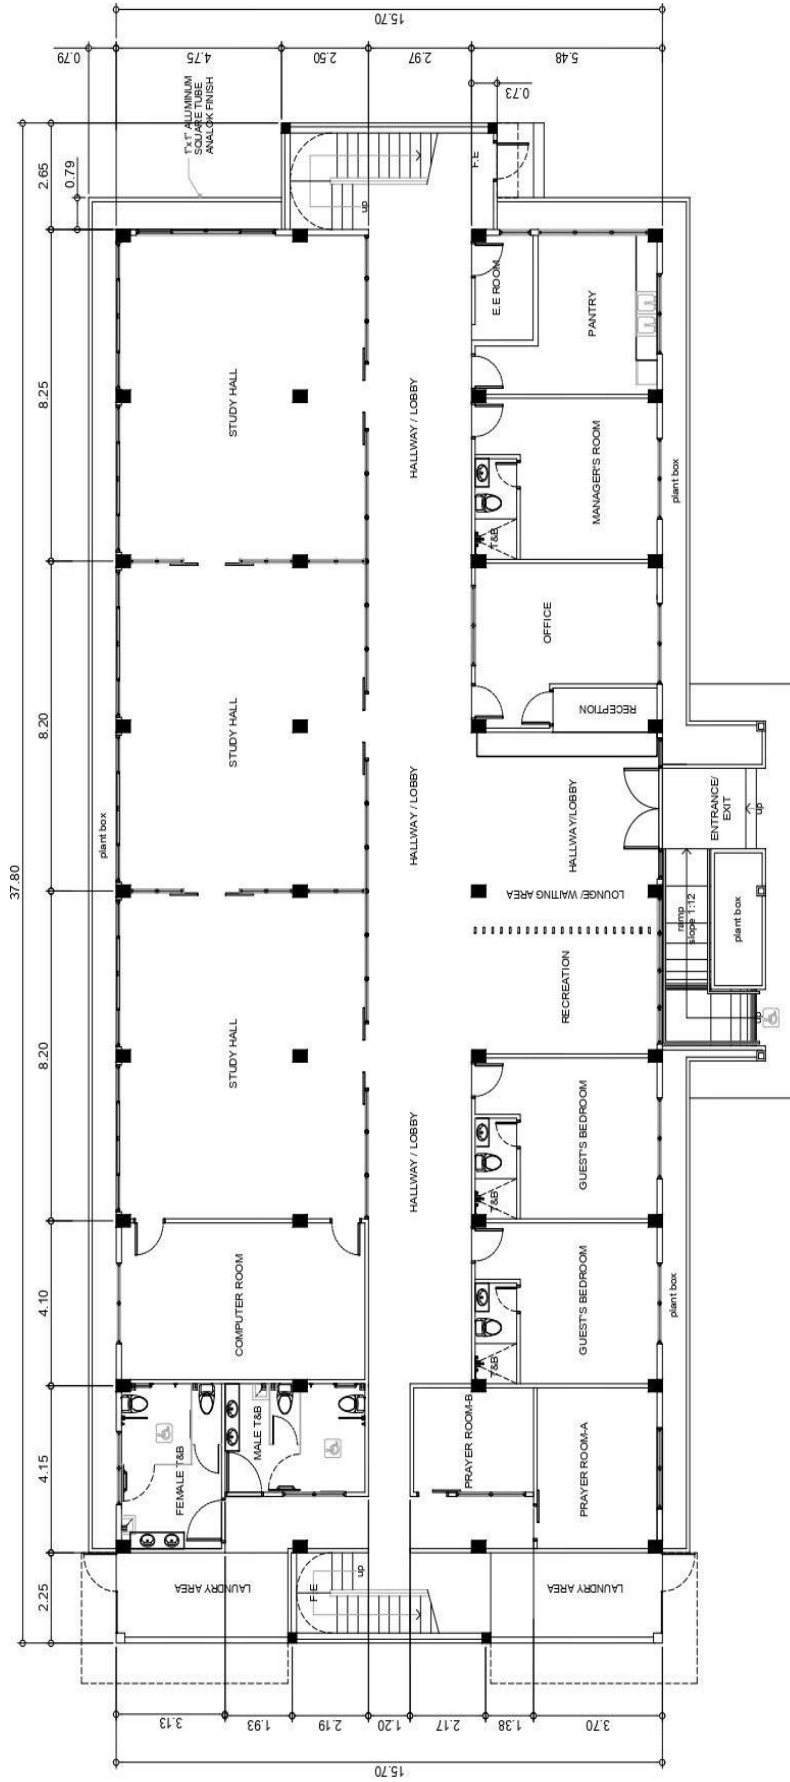 15.70
0.79
4.75
2.50
2.97
5.48
0.73
1"x1" ALUMINUM
SQUARE TUBE
ANALOK FINISH
2.65
0.79
F.E
up
8.25
STUDY HALL
HALLWAY / LOBBY
E.E ROOM
PANTRY
MANAGER'S ROOM
T&B
plant box
OFFICE
RECEPTION
8.20
STUDY HALL
HALLWAY / LOBBY
HALLWAY/LOBBY
ENTRANCE/
EXIT
up
plant box
37.80
LOUNGE/ WAITING AREA
ramp
slope 1:12
plant box
RECREATION
up
8.20
STUDY HALL
HALLWAY / LOBBY
GUEST'S BEDROOM
T&B
4.10
COMPUTER ROOM
GUEST'S BEDROOM
T&B
plant box
4.15
FEMALE T&B
MALE T&B
PRAYER ROOM-B
PRAYER ROOM-A
2.25
LAUNDRY AREA
F.E
up
LAUNDRY AREA
3.13
1.93
2.19
1.20
2.17
1.38
3.70
15.70